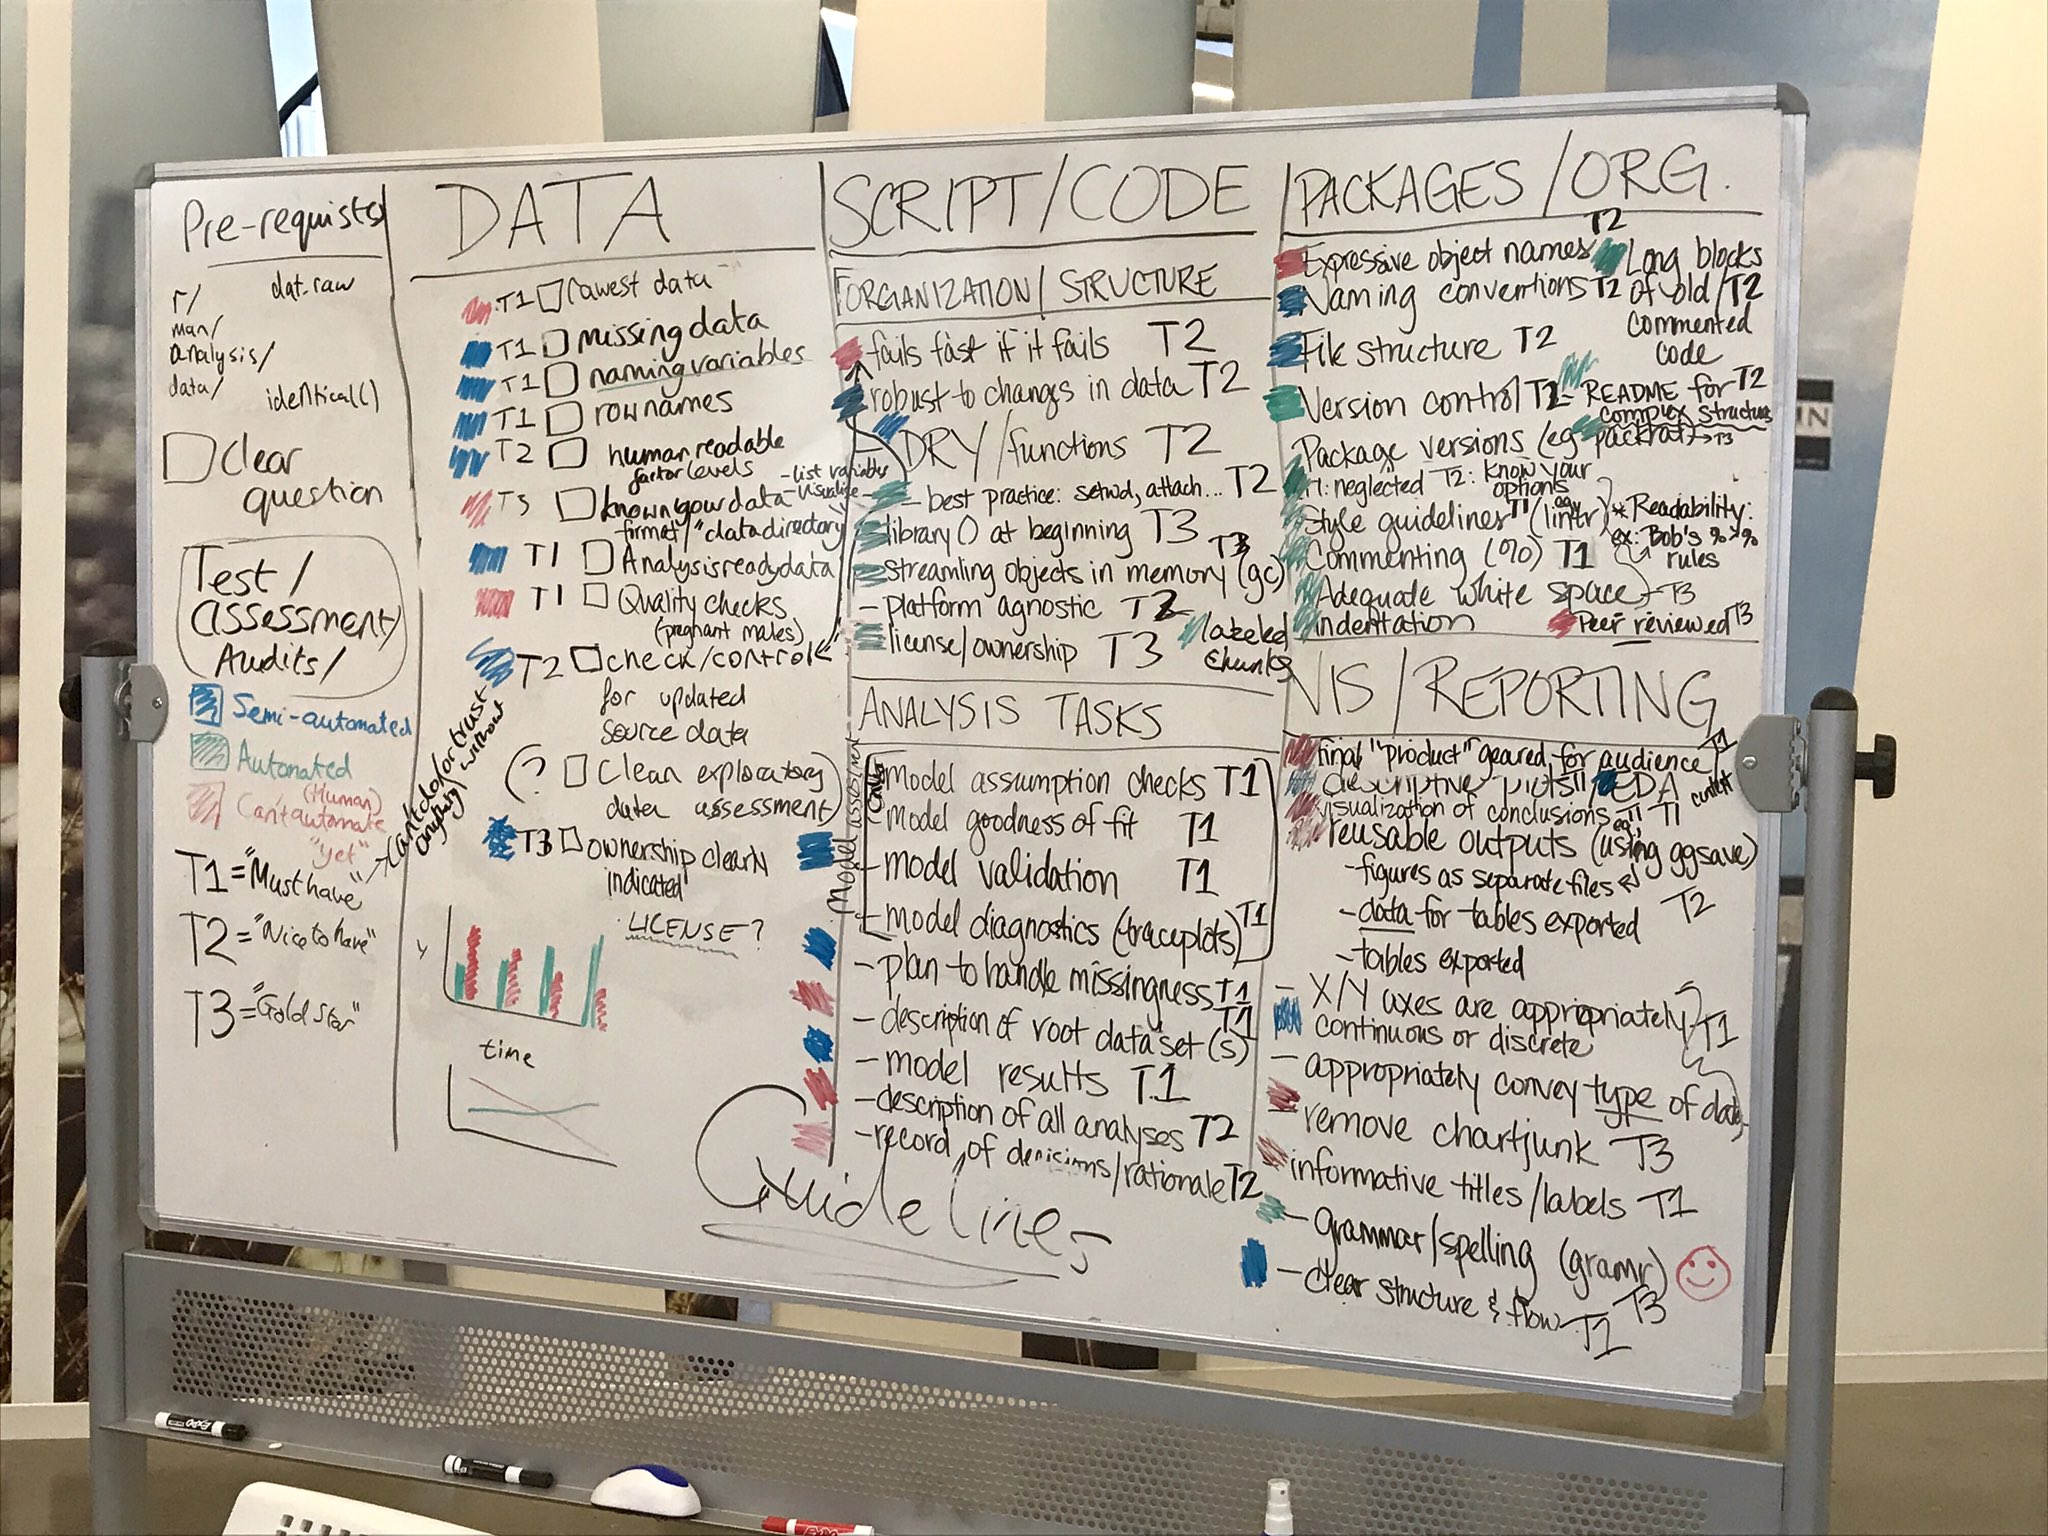 Pre-requists
dat-raw
r/
man/
analysis/
data/
identical()
Clear
question
Test/
assessment/
Audits/
Semi-automated
Automated
(Human)
Can't automate
"yet"
T1="Must have" → can't do or trust
anything without
T2="Nice to have"
T3="Gold Star"
DATA
T1 rawest data
T1 missing data
T1 naming variables
T1 rownames
T2 human readable
factor levels
know your data
- list variables
- visualise
format/"data directory"
T1 Analysis ready data
T1 Quality checks
(pregnant males)
T2 check/control
for updated
source data
(? Clean exploratory
data assessment)
T3 ownership clearly
indicated
LICENSE?
y
time
Guidelines
SCRIPT/CODE
ORGANIZATION/STRUCTURE
fails fast if it fails T2
robust to changes in data T2
DRY/functions T2
- best practice: setwd, attach... T2
library() at beginning T3
streamling objects in memory (gc) T3
- platform agnostic T2
license/ownership T3
labeled
chunks
ANALYSIS TASKS
Model assessment
- model assumption checks T1
- model goodness of fit T1
- model validation T1
- model diagnostics (traceplots) T1
- plan to handle missingness T1
- description of root dataset(s) T1
- model results T1
- description of all analyses T2
- record of decisions/rationale T2
PACKAGES/ORG.
Expressive object names T2
Naming conventions T2
File structure T2
Version control T2
Long blocks
of old/ T2
commented
code
- README for T2
complex structure
Package versions (eg packrat) → T3
T1: neglected T2: know your
options
Style guidelines T1 (eg lintr)
* Readability:
ex: Bob's %>%
rules
Commenting (%) T1
Adequate white space T3
indentation
Peer reviewed T3
VIS/REPORTING
final "product" geared for audience T1
descriptive plots // EDA
visualization of conclusions T1
reusable outputs (eg using ggsave)
- figures as separate files
- data for tables exported T2
- tables exported
- X/Y axes are appropriately
continuous or discrete T1
- appropriately convey type of data
- remove chartjunk T3
- informative titles/labels T1
- grammar/spelling (gramr) T3
- clear structure & flow T1
IN
EXPO